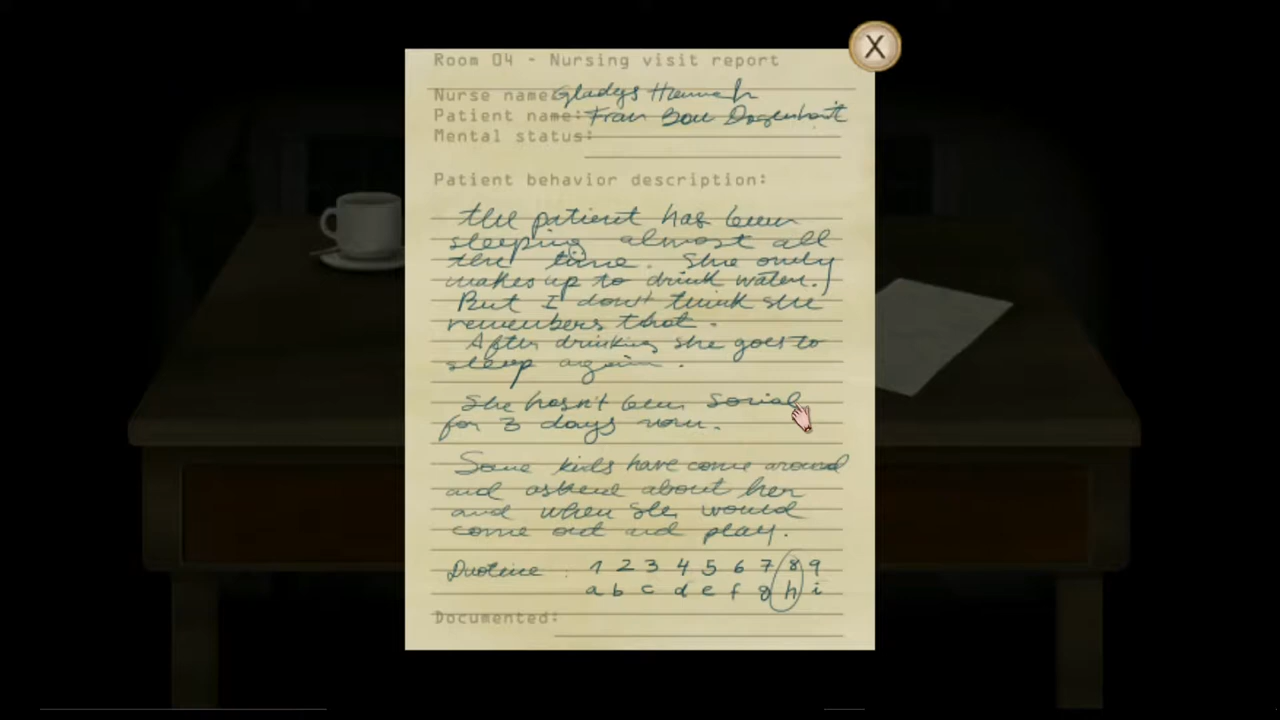 X
Room 04 - Nursing visit report
Nurse name: Gladys Hannah
Patient name: Fran Bow Dagenhart
Mental status:
Patient behavior description:
the patient has been
sleeping almost all
the time. She only
wakes up to drink water.
But I don't think she
remembers that.
After drinking she goes to
sleep again.
She hasn't been social
for 3 days now.
Some kids have come around
and asked about her
and when she would
come out and play.
Duotine : 1 2 3 4 5 6 7 8 9
a b c d e f g h i
Documented: